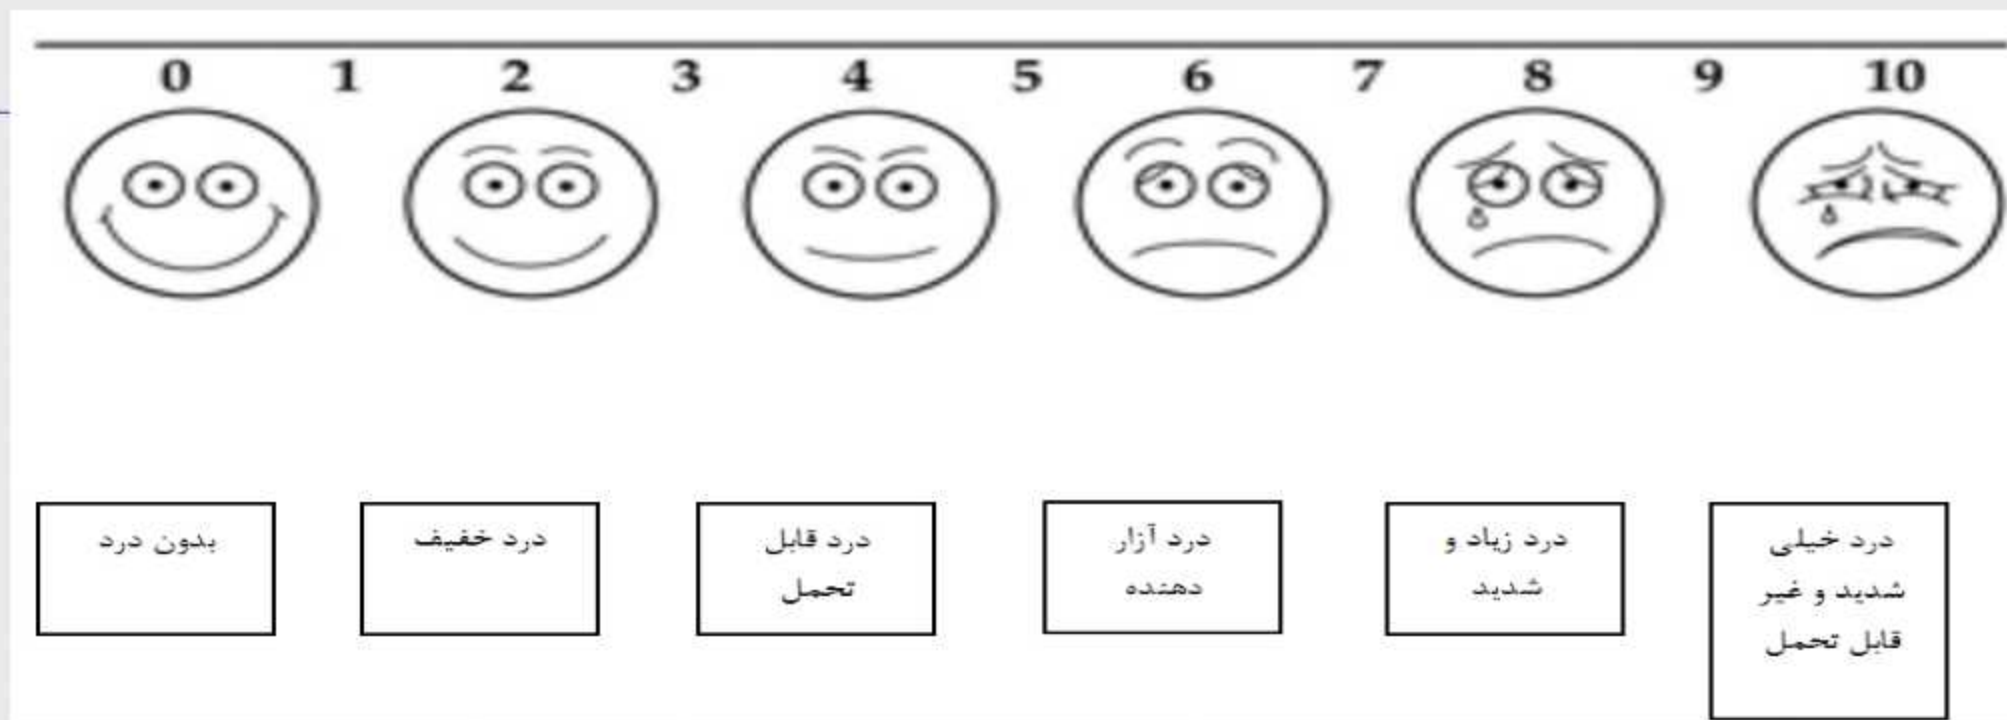 0 1 2 3 4 5 6 7 8 9 10
بدون درد
درد خفیف
درد قابل
تحمل
درد آزار
دهنده
درد زیاد و
شدید
درد خیلی
شدید و غیر
قابل تحمل